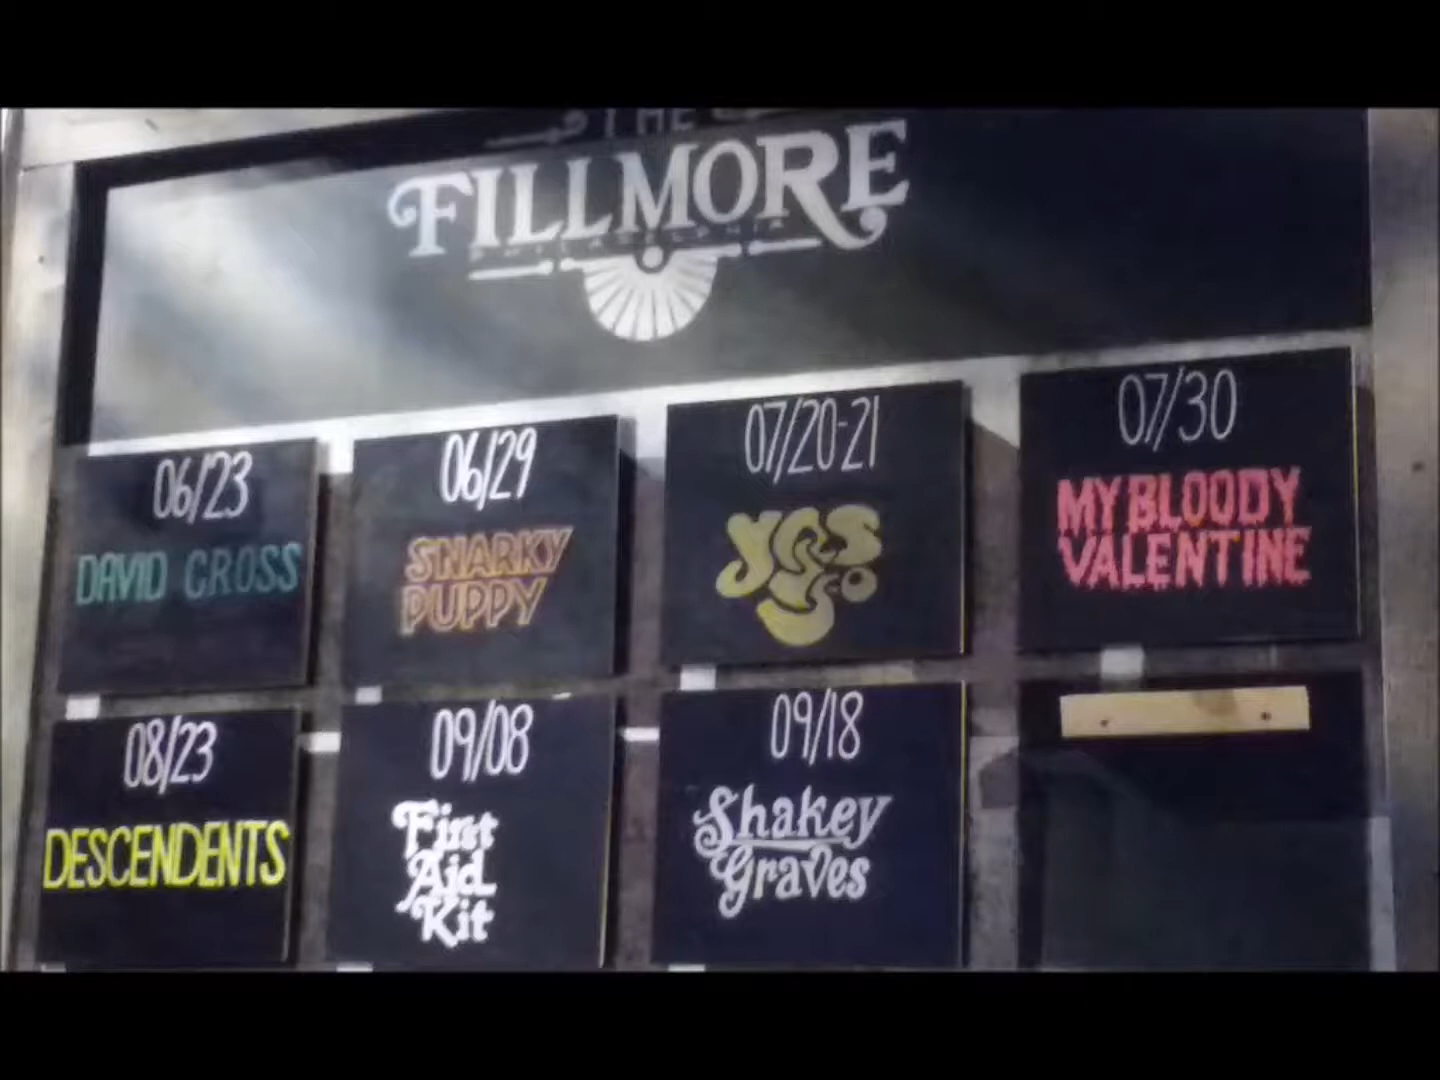 THE
FILLMORE
PHILADELPHIA
06/23
DAVID CROSS
06/29
SNARKY
PUPPY
07/20-21
YES
07/30
MY BLOODY
VALENTINE
08/23
DESCENDENTS
09/08
First
Aid
Kit
09/18
Shakey
Graves